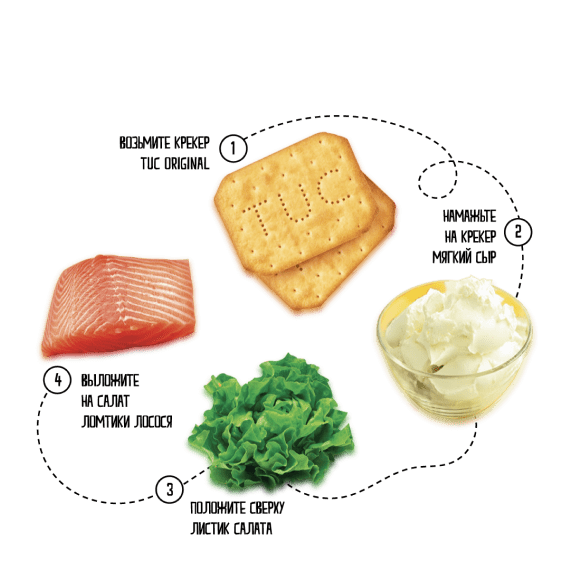 ВОЗЬМИТЕ КРЕКЕР
TUC ORIGINAL
1
TUC
НАМАЖЬТЕ
НА КРЕКЕР
МЯГКИЙ СЫР
2
4
ВЫЛОЖИТЕ
НА САЛАТ
ЛОМТИКИ ЛОСОСЯ
3
ПОЛОЖИТЕ СВЕРХУ
ЛИСТИК САЛАТА